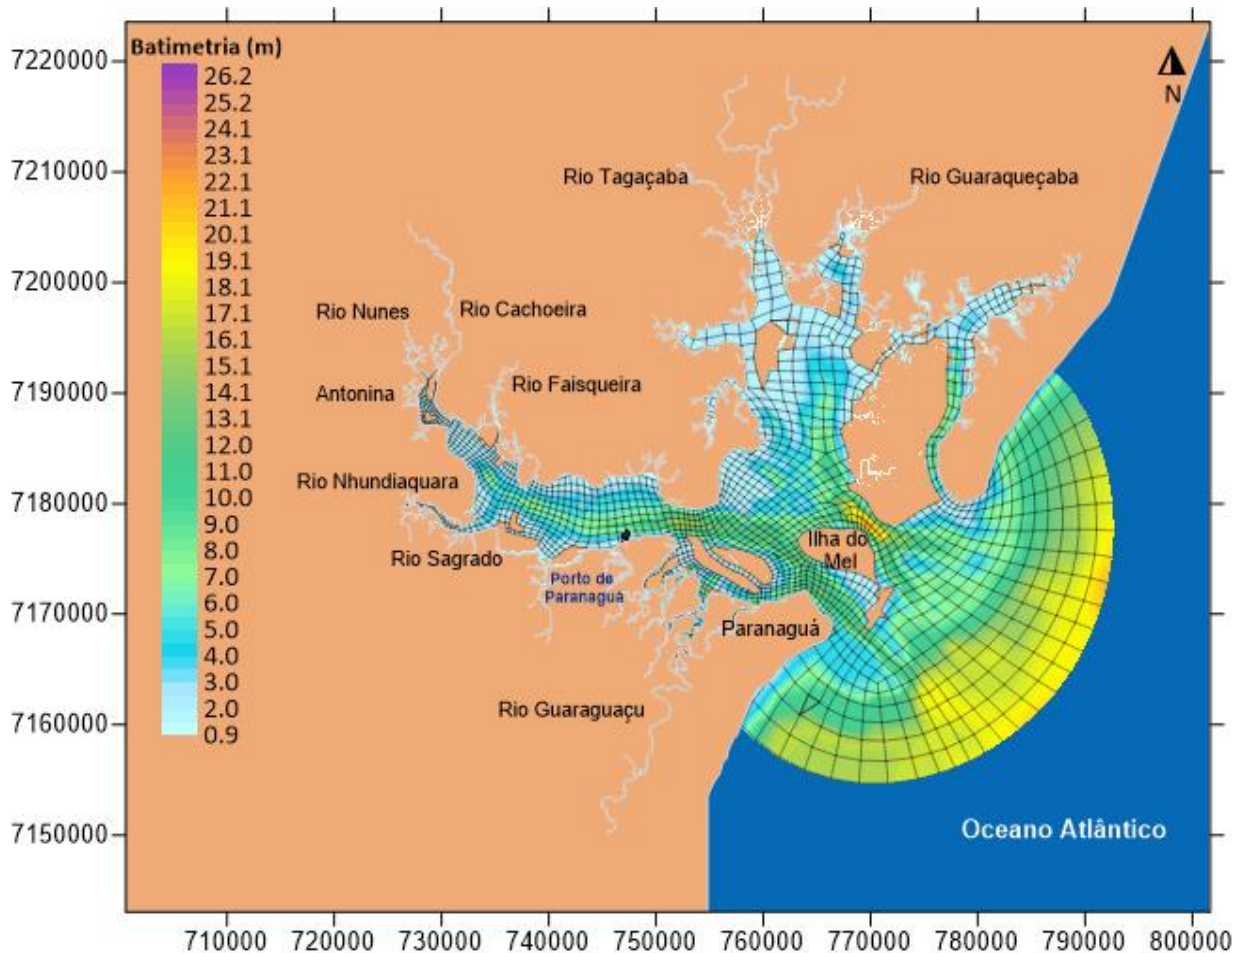 Batimetria (m)
26.2
25.2
24.1
23.1
22.1
21.1
20.1
19.1
18.1
17.1
16.1
15.1
14.1
13.1
12.0
11.0
10.0
9.0
8.0
7.0
6.0
5.0
4.0
3.0
2.0
0.9
7220000
7210000
7200000
7190000
7180000
7170000
7160000
7150000
N
Rio Tagaçaba
Rio Guaraqueçaba
Rio Nunes
Rio Cachoeira
Rio Faisqueira
Antonina
Rio Nhundiaquara
Rio Sagrado
Ilha do
Mel
Porto de
Paranaguá
Paranaguá
Rio Guaraguaçu
Oceano Atlântico
710000 720000 730000 740000 750000 760000 770000 780000 790000 800000